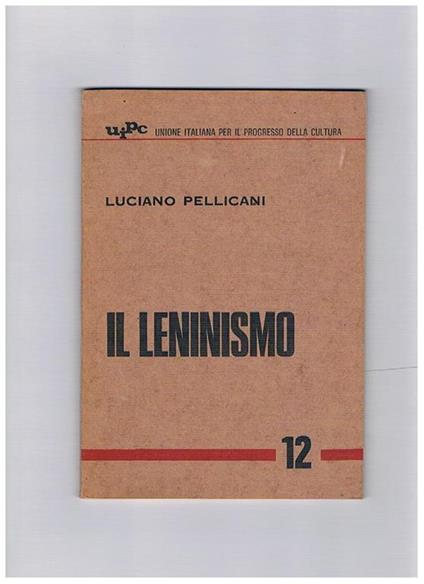 uipc UNIONE ITALIANA PER IL PROGRESSO DELLA CULTURA
LUCIANO PELLICANI
IL LENINISMO
12